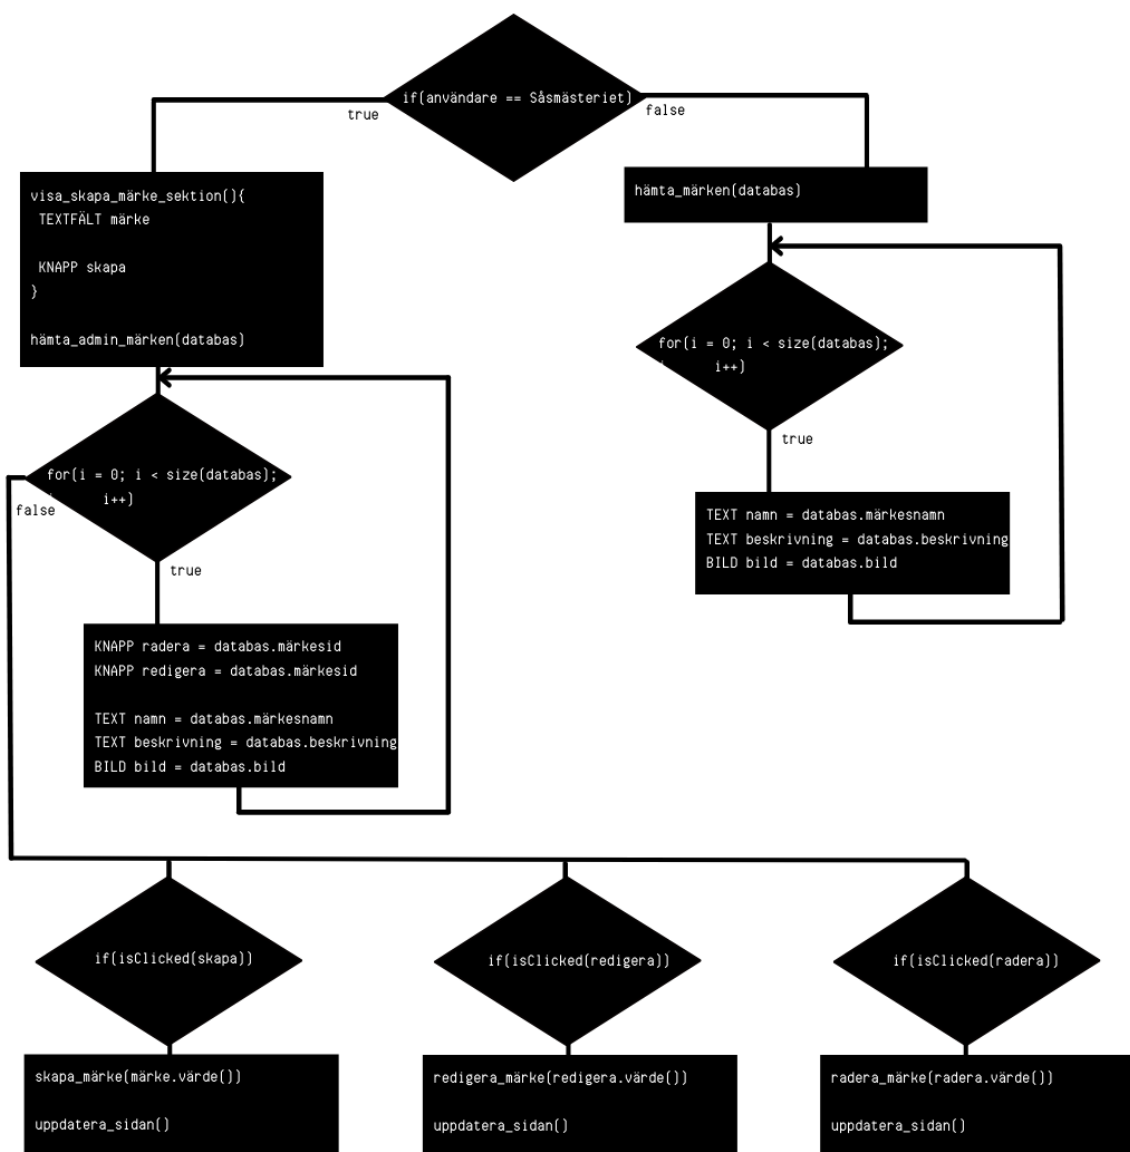 if(användare == Såsmästeriet)
true
false
visa_skapa_märke_sektion(){
TEXTFÄLT märke
KNAPP skapa
}
hämta_admin_märken(databas)
hämta_märken(databas)
for(i = 0; i < size(databas);
i++)
true
TEXT namn = databas.märkesnamn
TEXT beskrivning = databas.beskrivning
BILD bild = databas.bild
for(i = 0; i < size(databas);
i++)
false
true
KNAPP radera = databas.märkesid
KNAPP redigera = databas.märkesid
TEXT namn = databas.märkesnamn
TEXT beskrivning = databas.beskrivning
BILD bild = databas.bild
if(isClicked(skapa))
if(isClicked(redigera))
if(isClicked(radera))
skapa_märke(märke.värde())
uppdatera_sidan()
redigera_märke(redigera.värde())
uppdatera_sidan()
radera_märke(radera.värde())
uppdatera_sidan()